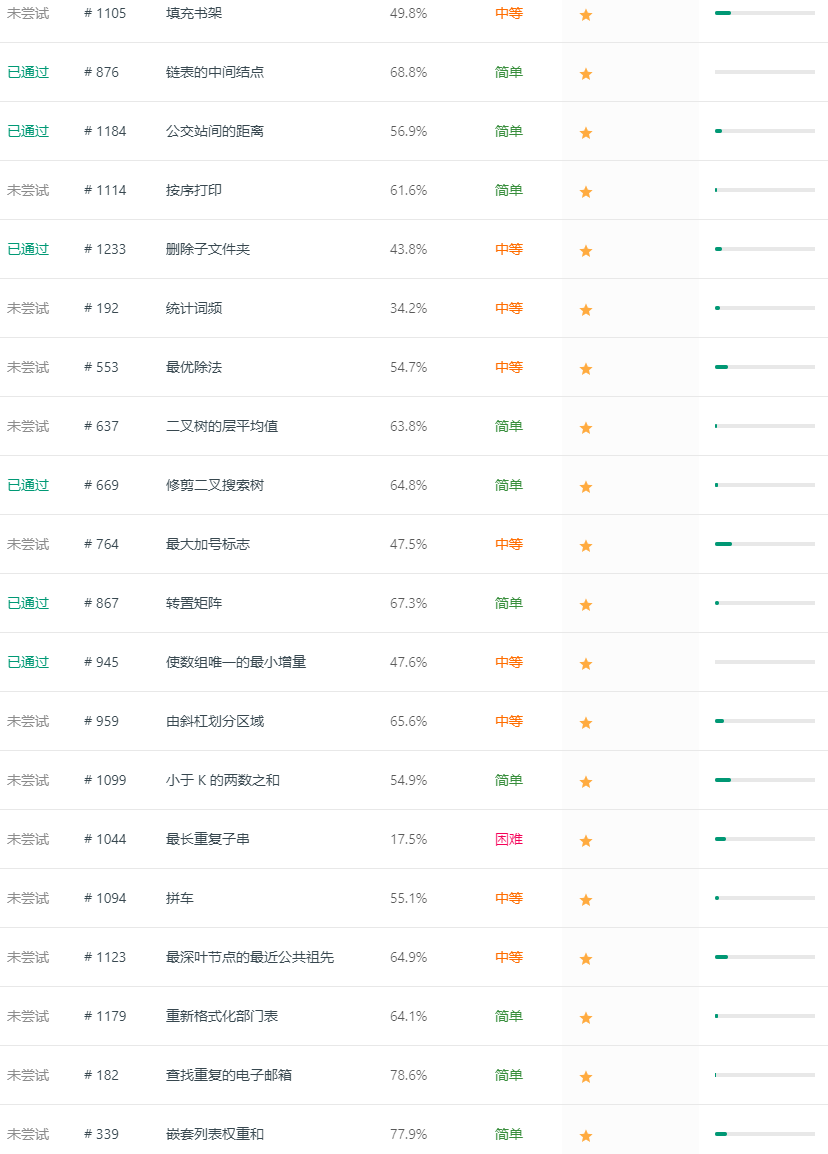 未尝试 # 1105 填充书架 49.8% 中等
已通过 # 876 链表的中间结点 68.8% 简单
已通过 # 1184 公交站间的距离 56.9% 简单
未尝试 # 1114 按序打印 61.6% 简单
已通过 # 1233 删除子文件夹 43.8% 中等
未尝试 # 192 统计词频 34.2% 中等
未尝试 # 553 最优除法 54.7% 中等
未尝试 # 637 二叉树的层平均值 63.8% 简单
已通过 # 669 修剪二叉搜索树 64.8% 简单
未尝试 # 764 最大加号标志 47.5% 中等
已通过 # 867 转置矩阵 67.3% 简单
已通过 # 945 使数组唯一的最小增量 47.6% 中等
未尝试 # 959 由斜杠划分区域 65.6% 中等
未尝试 # 1099 小于 K 的两数之和 54.9% 简单
未尝试 # 1044 最长重复子串 17.5% 困难
未尝试 # 1094 拼车 55.1% 中等
未尝试 # 1123 最深叶节点的最近公共祖先 64.9% 中等
未尝试 # 1179 重新格式化部门表 64.1% 简单
未尝试 # 182 查找重复的电子邮箱 78.6% 简单
未尝试 # 339 嵌套列表权重和 77.9% 简单